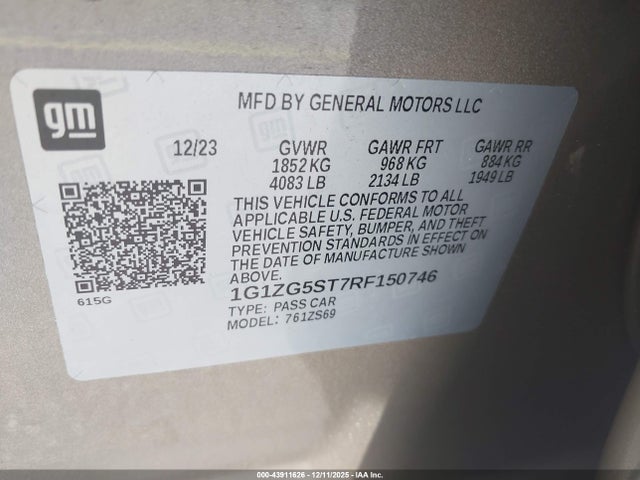 gm
MFD BY GENERAL MOTORS LLC
12/23 GVWR GAWR FRT GAWR RR
1852 KG 968 KG 884 KG
4083 LB 2134 LB 1949 LB
THIS VEHICLE CONFORMS TO ALL
APPLICABLE U.S. FEDERAL MOTOR
VEHICLE SAFETY, BUMPER, AND THEFT
PREVENTION STANDARDS IN EFFECT ON
THE DATE OF MANUFACTURE SHOWN
ABOVE.
615G
1G1ZG5ST7RF150746
TYPE: PASS CAR
MODEL: 761ZS69
000-43911626 - 12/11/2025 - IAA Inc.